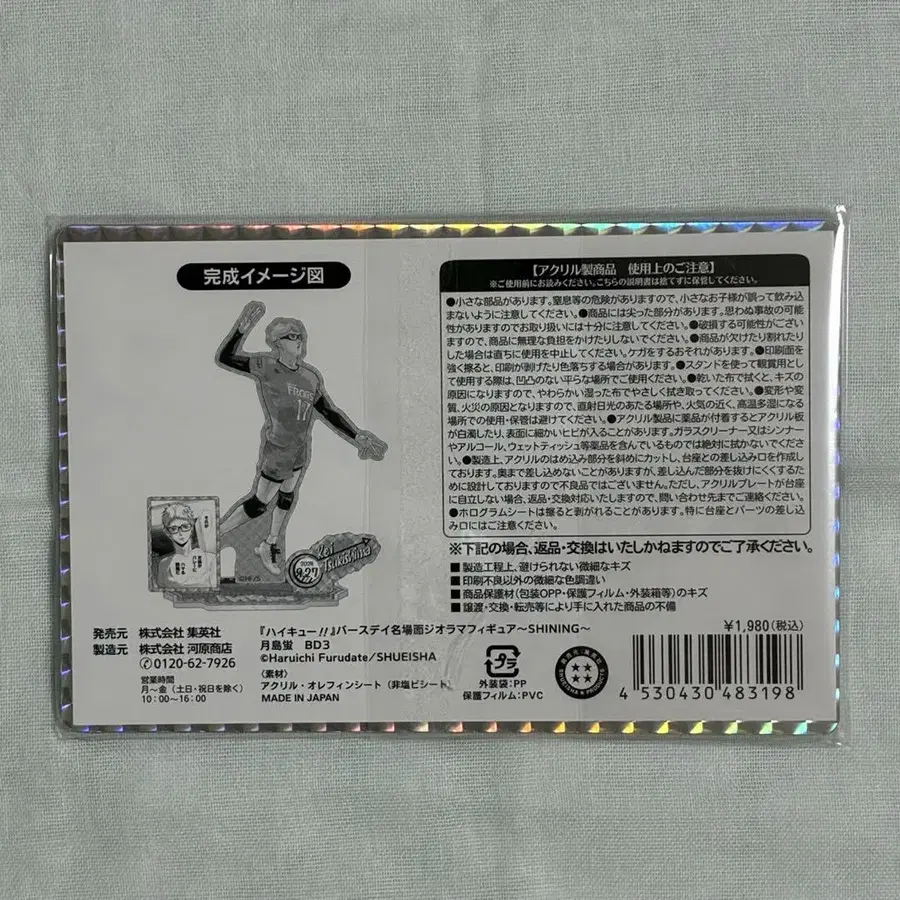 完成イメージ図
FROGS
17
Kei
Tsukishima
9.27
©HF/S
【アクリル製商品　使用上のご注意】
※ご使用前にお読みください。こちらの説明書は捨てずに保管してください。
●小さな部品があります。窒息等の危険がありますので、小さなお子様が誤って飲み込
まないように注意してください。●商品には尖った部分があります。思わぬ事故の可能
性がありますのでお取り扱いには十分に注意してください。●破損する可能性がございま
すので、商品に無理な負担をかけたりしないでください。●商品が欠けたり割れたり
した場合は直ちに使用を中止してください。ケガをするおそれがあります。●印刷面を
強く擦ると、印刷が剥げたり色落ちする場合があります。●スタンドを使って観賞用とし
て使用する際は、凹凸のない平らな場所でご使用ください。●乾いた布で拭くと、キズの
原因になりますので、やわらかい湿った布でやさしく拭き取ってください。●変形や変
質、火災の原因となりますので、直射日光のあたる場所や、火気の近く、高温多湿になる
場所での使用・保管は避けてください。●アクリル製品に薬品が付着するとアクリル板
が白濁したり、表面に細かいヒビが入ることがあります。ガラスクリーナー又はシンナー
やアルコール、ウェットティッシュ等薬品を含んでいるものでは絶対に拭かないでくださ
い。●製造上、アクリルのはめ込み部分を斜めにカットし、台座との差し込み口を作成し
ております。奥まで差し込めないことがありますが、差し込んだ部分を抜けにくくするた
めに設計しておりますので不良品ではございません。ただし、アクリルプレートが台座に
自立しない場合、返品・交換対応いたしますので、問い合わせ先までご連絡ください。
●ホログラムシートは擦ると剥がれることがあります。特に台座とパーツの差し込
み口にはご注意ください。
※下記の場合、返品・交換はいたしかねますのでご了承ください。
■製造工程上、避けられない微細なキズ
■印刷不良以外の微細な色調違い
■商品保護材（包装OPP・保護フィルム・外装箱等）のキズ
■譲渡・交換・転売等により手に入れた商品の不備
発売元　株式会社 集英社
製造元　株式会社 河原商店
0120-62-7926
営業時間
月〜金（土日・祝日を除く）
10：00〜16：00
『ハイキュー!!』バースデイ名場面ジオラマフィギュア〜SHINING〜
月島蛍　BD3
©Haruichi Furudate/SHUEISHA
〈素材〉
アクリル・オレフィンシート（非塩ビシート）
MADE IN JAPAN
プラ
外装袋：PP
保護フィルム：PVC
¥1,980（税込）
4 530430 483198